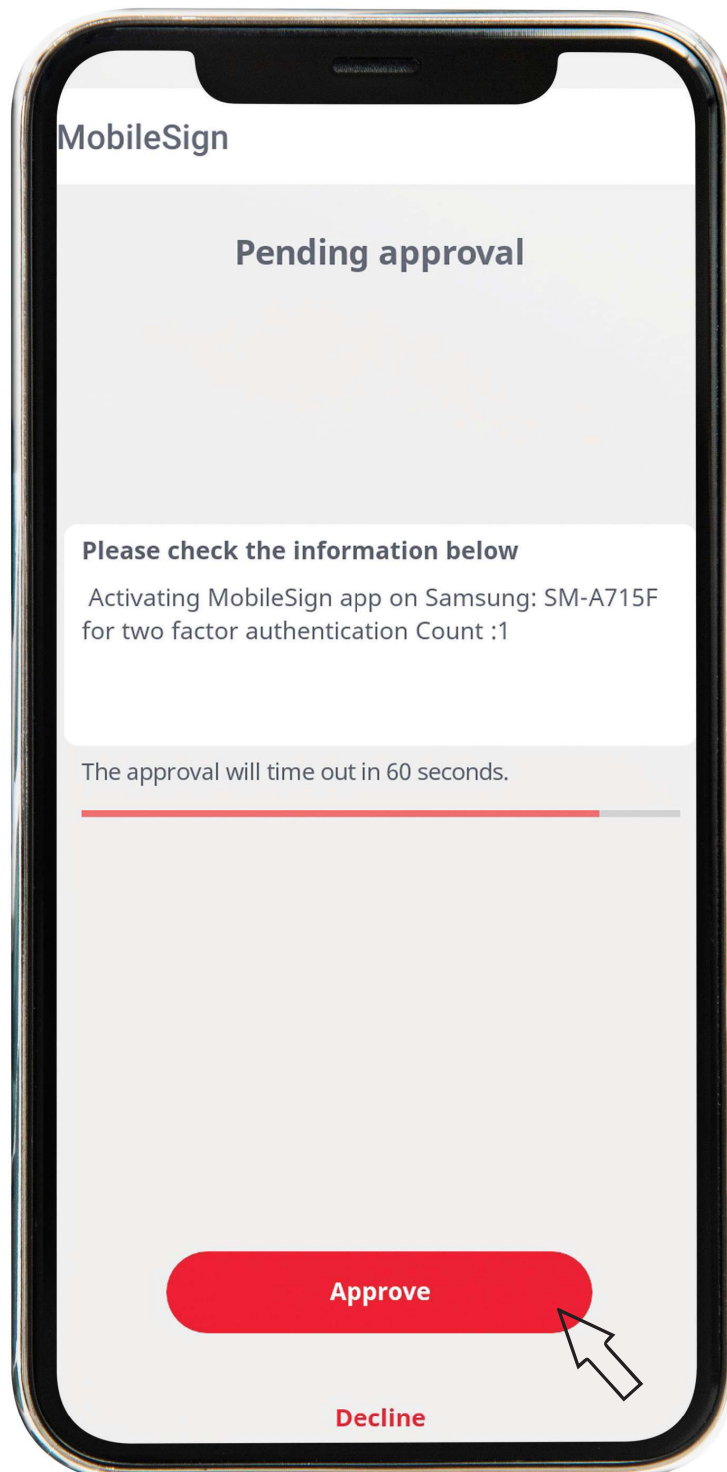 MobileSign
Pending approval
Please check the information below
Activating MobileSign app on Samsung: SM-A715F
for two factor authentication Count :1
The approval will time out in 60 seconds.
Approve
Decline